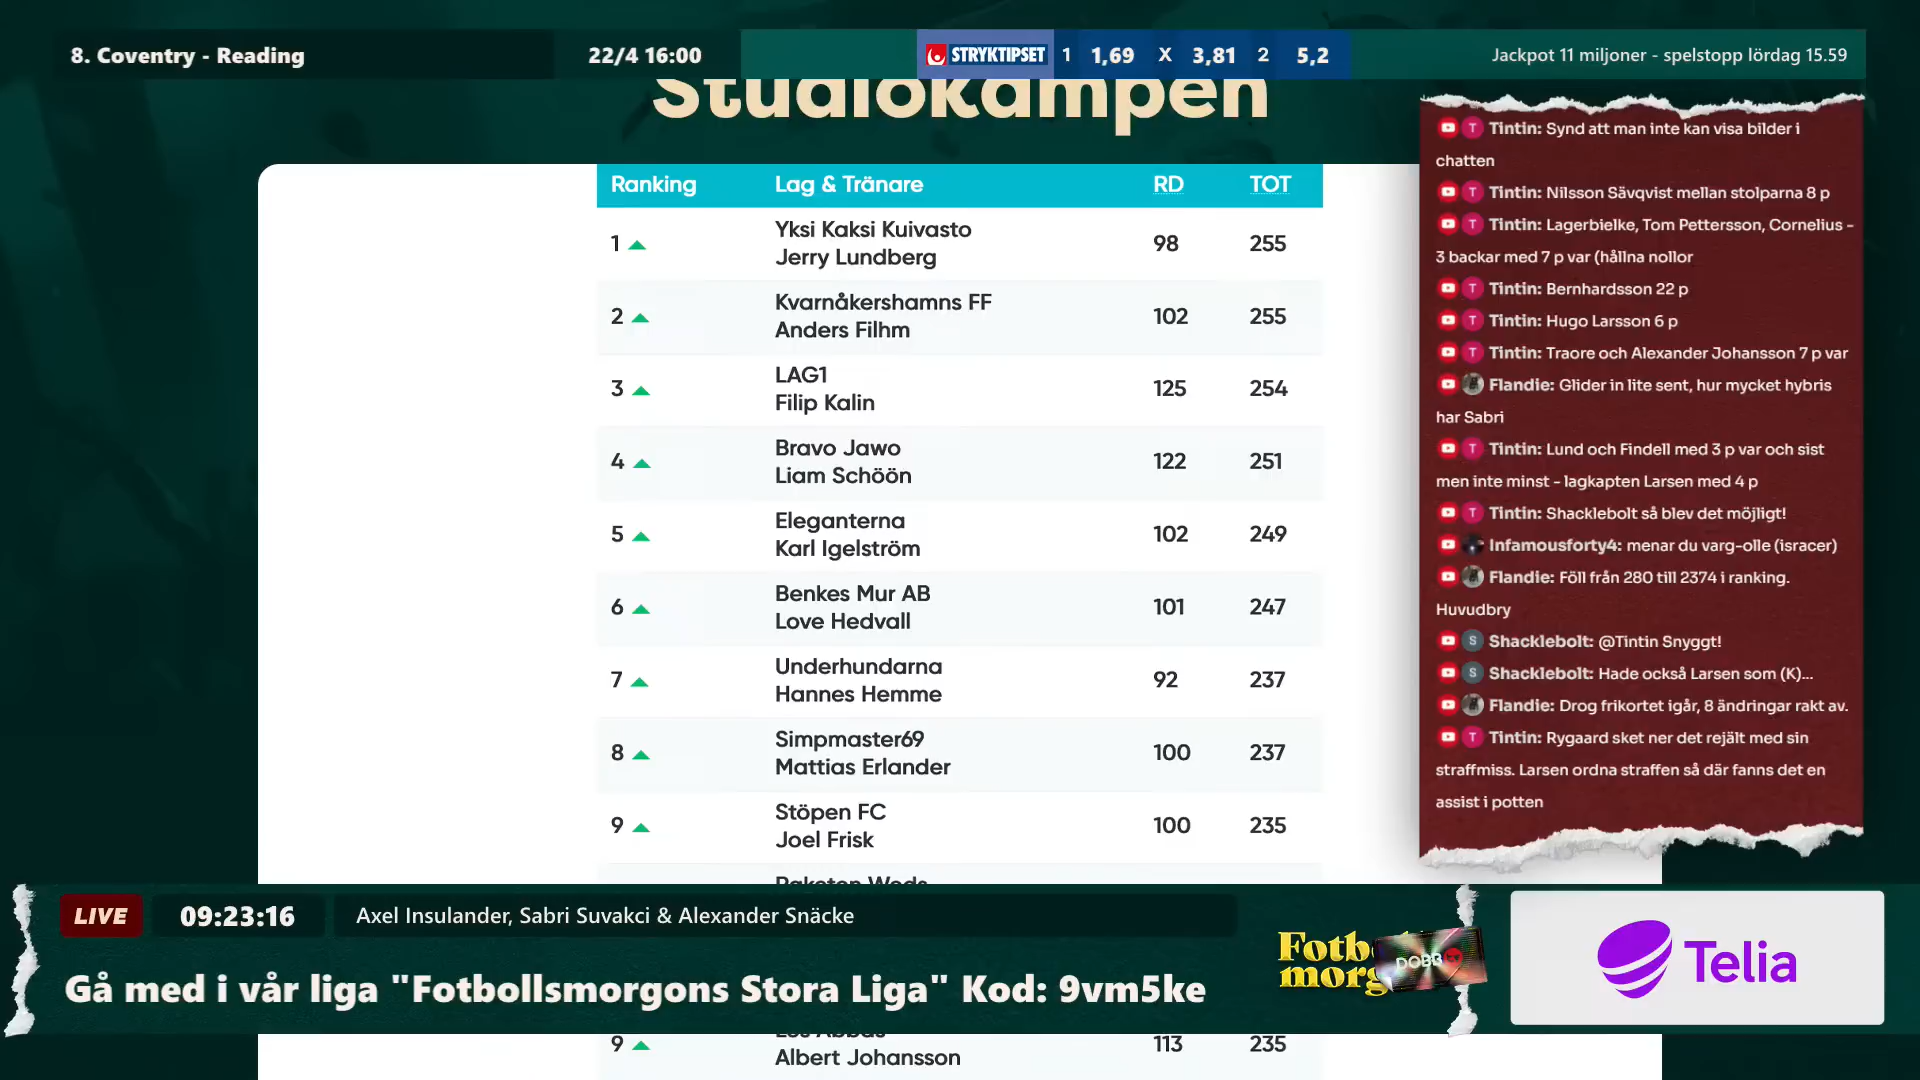 8. Coventry - Reading
22/4 16:00
STRYKTIPSET 1 1,69 X 3,81 2 5,2
Jackpot 11 miljoner - spelstopp lördag 15.59
Studiokampen
Ranking Lag & Tränare RD TOT
1 Yksi Kaksi Kuivasto 98 255
Jerry Lundberg
2 Kvarnåkershamns FF 102 255
Anders Filhm
3 LAG1 125 254
Filip Kalin
4 Bravo Jawo 122 251
Liam Schöön
5 Eleganterna 102 249
Karl Igelström
6 Benkes Mur AB 101 247
Love Hedvall
7 Underhundarna 92 237
Hannes Hemme
8 Simpmaster69 100 237
Mattias Erlander
9 Stöpen FC 100 235
Joel Frisk
9 113 235
Albert Johansson
T Tintin: Synd att man inte kan visa bilder i
chatten
T Tintin: Nilsson Sävqvist mellan stolparna 8 p
T Tintin: Lagerbielke, Tom Pettersson, Cornelius -
3 backar med 7 p var (hållna nollor
T Tintin: Bernhardsson 22 p
T Tintin: Hugo Larsson 6 p
T Tintin: Traore och Alexander Johansson 7 p var
Flandie: Glider in lite sent, hur mycket hybris
har Sabri
T Tintin: Lund och Findell med 3 p var och sist
men inte minst - lagkapten Larsen med 4 p
T Tintin: Shacklebolt så blev det möjligt!
Infamousforty4: menar du varg-olle (isracer)
Flandie: Föll från 280 till 2374 i ranking.
Huvudbry
S Shacklebolt: @Tintin Snyggt!
S Shacklebolt: Hade också Larsen som (K)...
Flandie: Drog frikortet igår, 8 ändringar rakt av.
T Tintin: Rygaard sket ner det rejält med sin
straffmiss. Larsen ordna straffen så där fanns det en
assist i potten
LIVE 09:23:16 Axel Insulander, Sabri Suvakci & Alexander Snäcke
Gå med i vår liga "Fotbollsmorgons Stora Liga" Kod: 9vm5ke
Telia